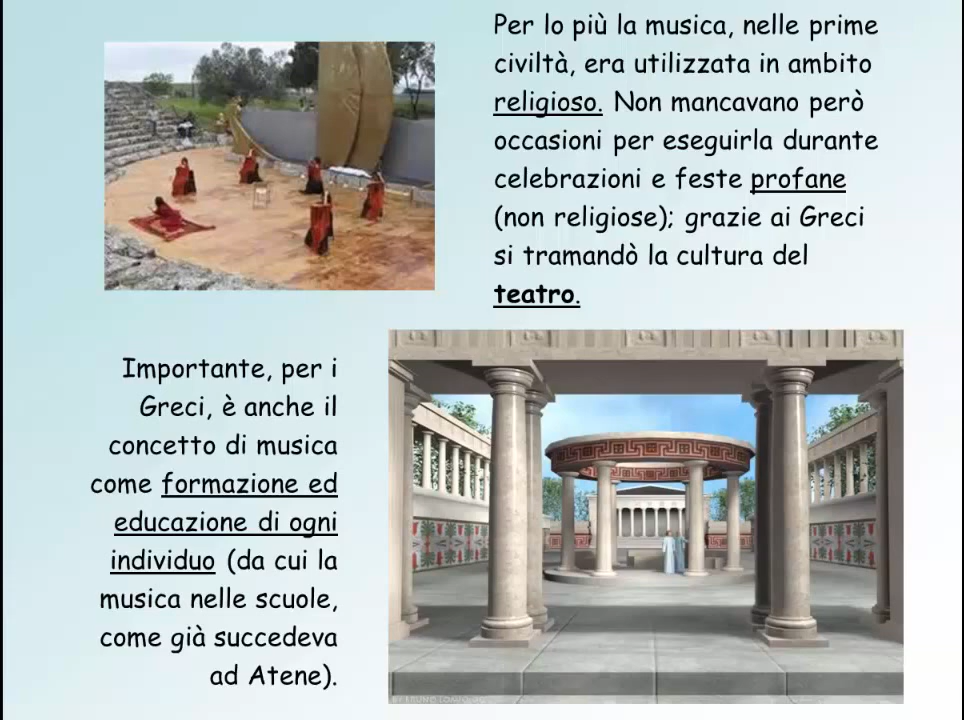 Per lo più la musica, nelle prime
civiltà, era utilizzata in ambito
religioso. Non mancavano però
occasioni per eseguirla durante
celebrazioni e feste profane
(non religiose); grazie ai Greci
si tramandò la cultura del
teatro.
Importante, per i
Greci, è anche il
concetto di musica
come formazione ed
educazione di ogni
individuo (da cui la
musica nelle scuole,
come già succedeva
ad Atene).